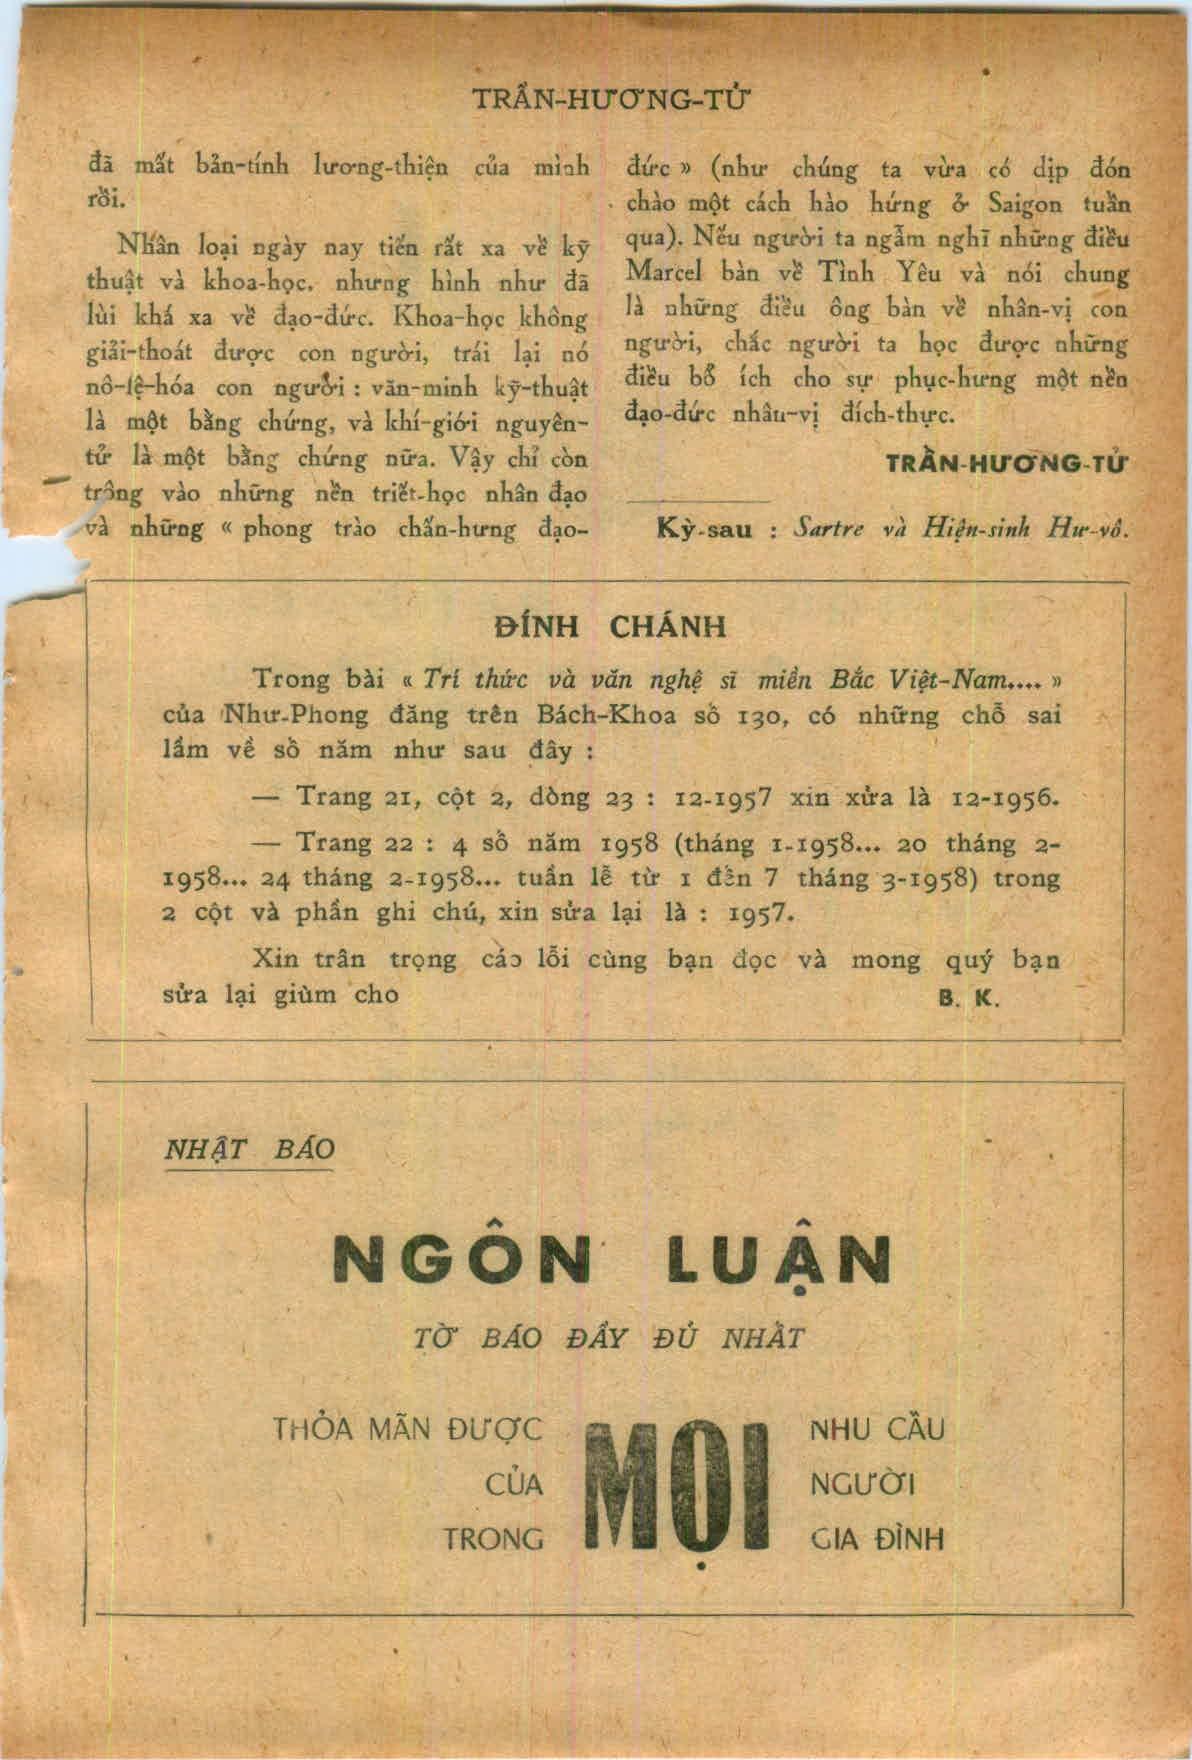 TRẦN-HƯƠNG-TỬ
đã mất bản-tính lương-thiện của mình
rồi.
Nhân loại ngày nay tiến rất xa về kỹ
thuật và khoa-học, nhưng hình như đã
lùi khá xa về đạo-đức. Khoa-học không
giải-thoát được con người, trái lại nó
nô-lệ-hóa con người : văn-minh kỹ-thuật
là một bằng chứng, và khí-giới nguyên-
tử là một bằng chứng nữa. Vậy chỉ còn
trông vào những nền triết-học nhân đạo
và những « phong trào chấn-hưng đạo-
đức » (như chúng ta vừa có dịp đón
chào một cách hào hứng ở Saigon tuần
qua). Nếu người ta ngẫm nghĩ những điều
Marcel bàn về Tình Yêu và nói chung
là những điều ông bàn về nhân-vị con
người, chắc người ta học được những
điều bổ ích cho sự phục-hưng một nền
đạo-đức nhân-vị đích-thực.
TRẦN-HƯƠNG-TỬ
Kỳ-sau : Sartre và Hiện-sinh Hư-vô.
ĐÍNH CHÁNH
Trong bài « Trí thức và văn nghệ sĩ miền Bắc Việt-Nam.... »
của Như-Phong đăng trên Bách-Khoa số 130, có những chỗ sai
lầm về số năm như sau đây :
— Trang 21, cột 2, dòng 23 : 12-1957 xin xửa là 12-1956.
— Trang 22 : 4 số năm 1958 (tháng 1-1958... 20 tháng 2-
1958... 24 tháng 2-1958... tuần lễ từ 1 đến 7 tháng 3-1958) trong
2 cột và phần ghi chú, xin sửa lại là : 1957.
Xin trân trọng cáo lỗi cùng bạn đọc và mong quý bạn
sửa lại giùm cho B. K.
NHẬT BÁO
NGÔN LUẬN
TỜ BÁO ĐẦY ĐỦ NHẤT
THỎA MÃN ĐƯỢC MỌI NHU CẦU
CỦA NGƯỜI
TRONG GIA ĐÌNH